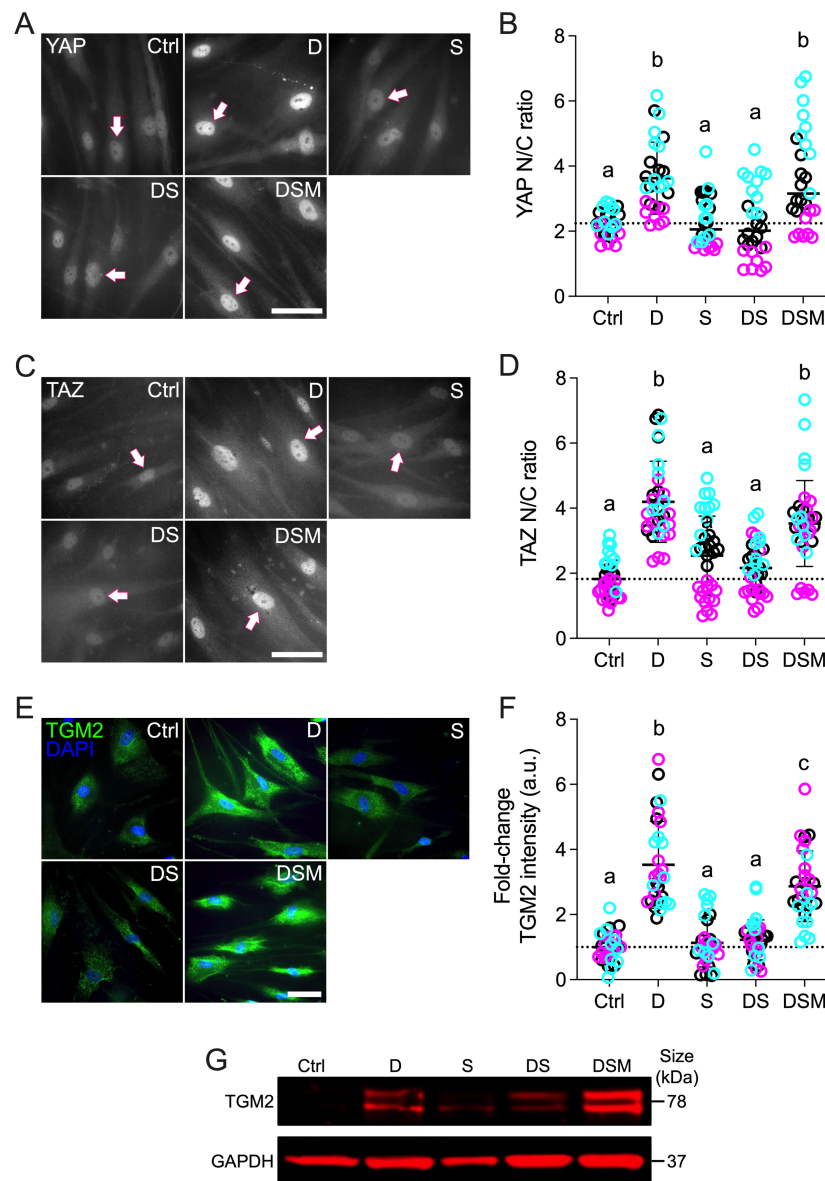 A
YAP
Ctrl
D
S
DS
DSM
B
YAP N/C ratio
8
6
4
2
0
a
b
a
a
b
Ctrl
D
S
DS
DSM
C
TAZ
Ctrl
D
S
DS
DSM
D
TAZ N/C ratio
8
6
4
2
0
a
b
a
a
a
b
Ctrl
D
S
DS
DSM
E
TGM2
DAPI
Ctrl
D
S
DS
DSM
F
Fold-change
TGM2 intensity (a.u.)
8
6
4
2
0
a
b
a
a
c
Ctrl
D
S
DS
DSM
G
Ctrl
D
S
DS
DSM
Size
(kDa)
TGM2
78
GAPDH
37